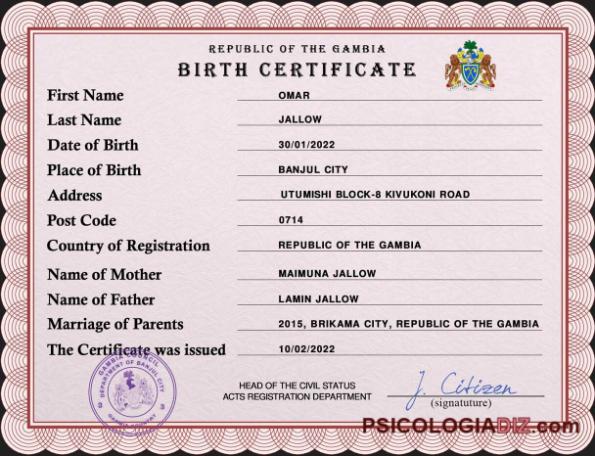 REPUBLIC OF THE GAMBIA
BIRTH CERTIFICATE
First Name OMAR
Last Name JALLOW
Date of Birth 30/01/2022
Place of Birth BANJUL CITY
Address UTUMISHI BLOCK-8 KIVUKONI ROAD
Post Code 0714
Country of Registration REPUBLIC OF THE GAMBIA
Name of Mother MAIMUNA JALLOW
Name of Father LAMIN JALLOW
Marriage of Parents 2015, BRIKAMA CITY, REPUBLIC OF THE GAMBIA
The Certificate was issued 10/02/2022
GAMBIA COUNCIL
DEPARTMENT OF BANJUL CITY
GAMBIA COUNTRY
HEAD OF THE CIVIL STATUS
ACTS REGISTRATION DEPARTMENT
J. Citizen
(signatuture)
PSICOLOGIADIZ.com